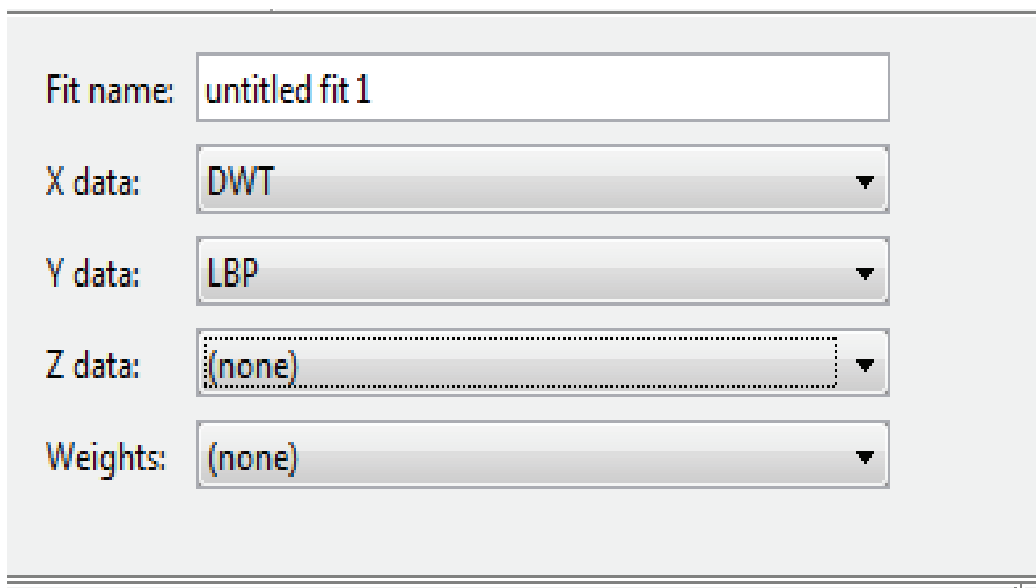 Fit name: untitled fit 1
X data: DWT
Y data: LBP
Z data: (none)
Weights: (none)